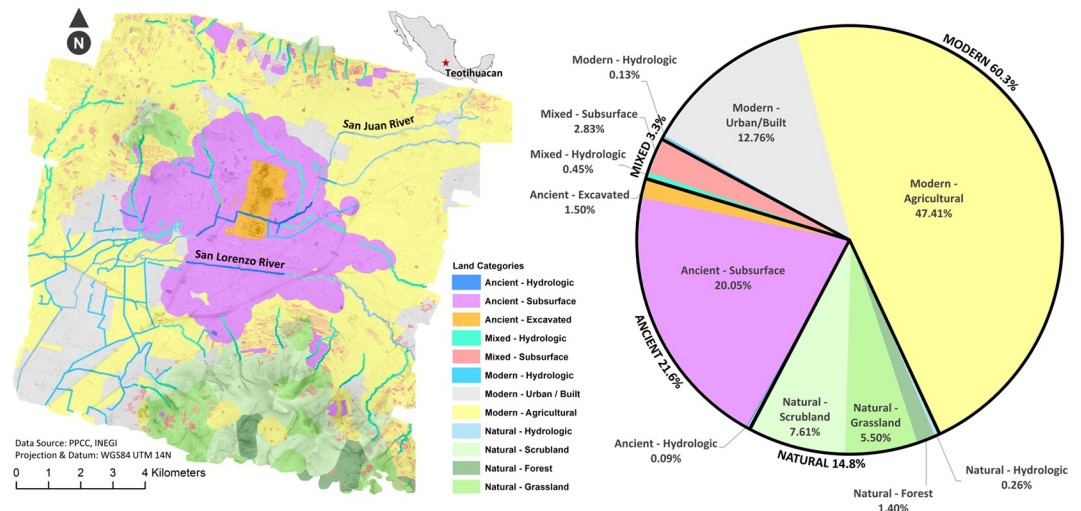 N
Teotihuacan
San Juan River
San Lorenzo River
Land Categories
Ancient - Hydrologic
Ancient - Subsurface
Ancient - Excavated
Mixed - Hydrologic
Mixed - Subsurface
Modern - Hydrologic
Modern - Urban / Built
Modern - Agricultural
Natural - Hydrologic
Natural - Scrubland
Natural - Forest
Natural - Grassland
Data Source: PPCC, INEGI
Projection & Datum: WGS84 UTM 14N
0 1 2 3 4 Kilometers
MODERN 60.3%
Modern - Hydrologic
0.13%
Modern -
Urban/Built
12.76%
Mixed - Subsurface
2.83%
MIXED 3.3%
Mixed - Hydrologic
0.45%
Modern -
Agricultural
47.41%
Ancient - Excavated
1.50%
Ancient - Subsurface
20.05%
ANCIENT 21.6%
Natural -
Scrubland
7.61%
Natural -
Grassland
5.50%
Ancient - Hydrologic
0.09%
NATURAL 14.8%
Natural - Hydrologic
0.26%
Natural - Forest
1.40%